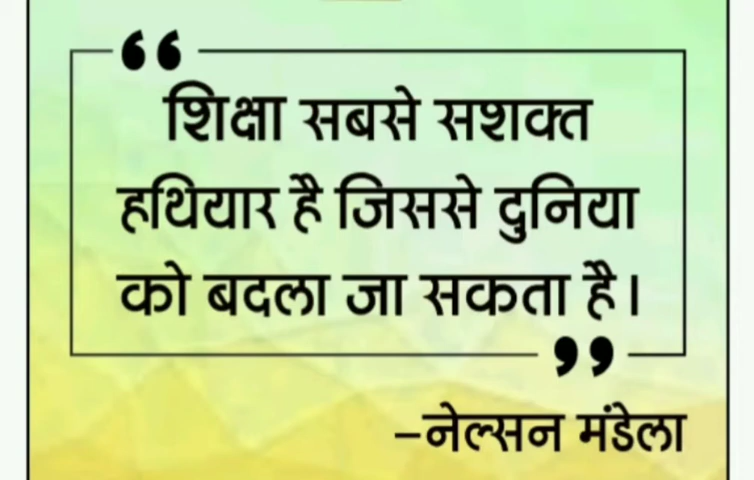 “
शिक्षा सबसे सशक्त
हथियार है जिससे दुनिया
को बदला जा सकता है।
”
–नेल्सन मंडेला